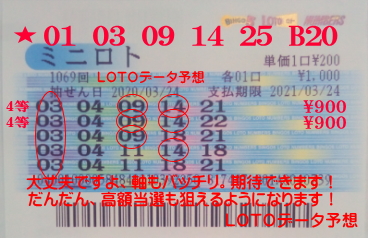 ★ 01 03 09 14 25 B20
ミニロト 単価1口¥200
1069回 LOTOデータ予想 各01口 ¥1,000
抽せん日 2020/03/24 支払期限 2021/03/24
4等 03 04 09 14 21 ¥900
4等 03 04 09 14 22 ¥900
03 04 09 18 21
03 04 11 14 18
03 04 11 18 21
大丈夫ですよ。軸もバッチリ。期待できます！
だんだん、高額当選も狙えるようになります！
LOTOデータ予想